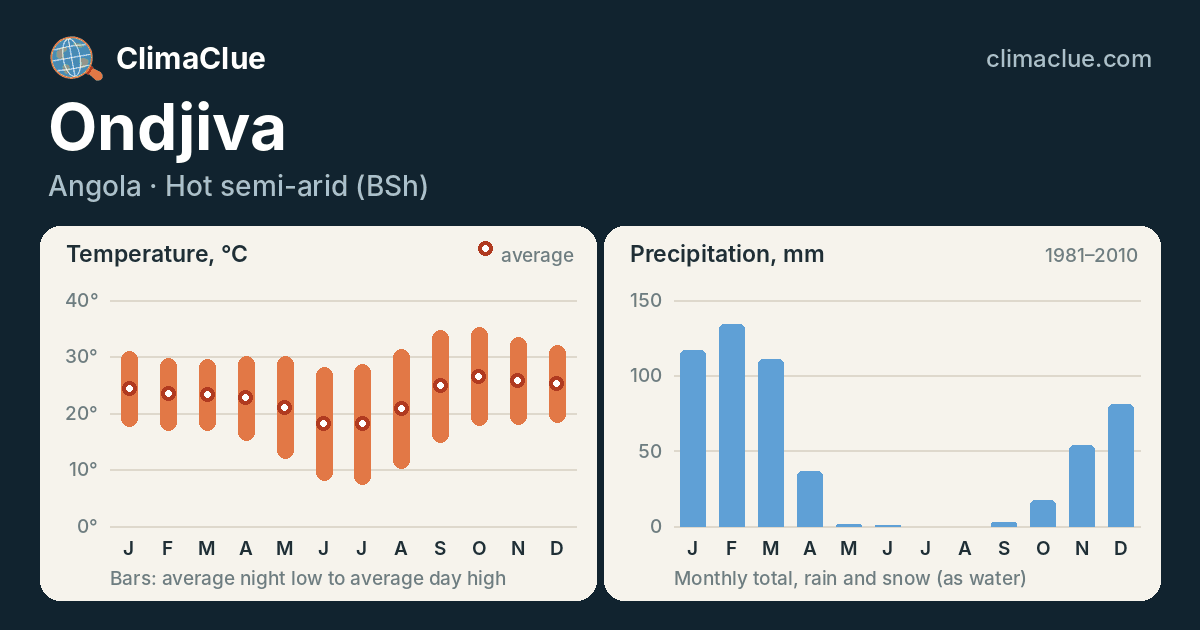 ClimaClue
climaclue.com
Ondjiva
Angola · Hot semi-arid (BSh)
Temperature, °C
average
40°
30°
20°
10°
0°
J F M A M J J A S O N D
Bars: average night low to average day high
Precipitation, mm
1981–2010
150
100
50
0
J F M A M J J A S O N D
Monthly total, rain and snow (as water)